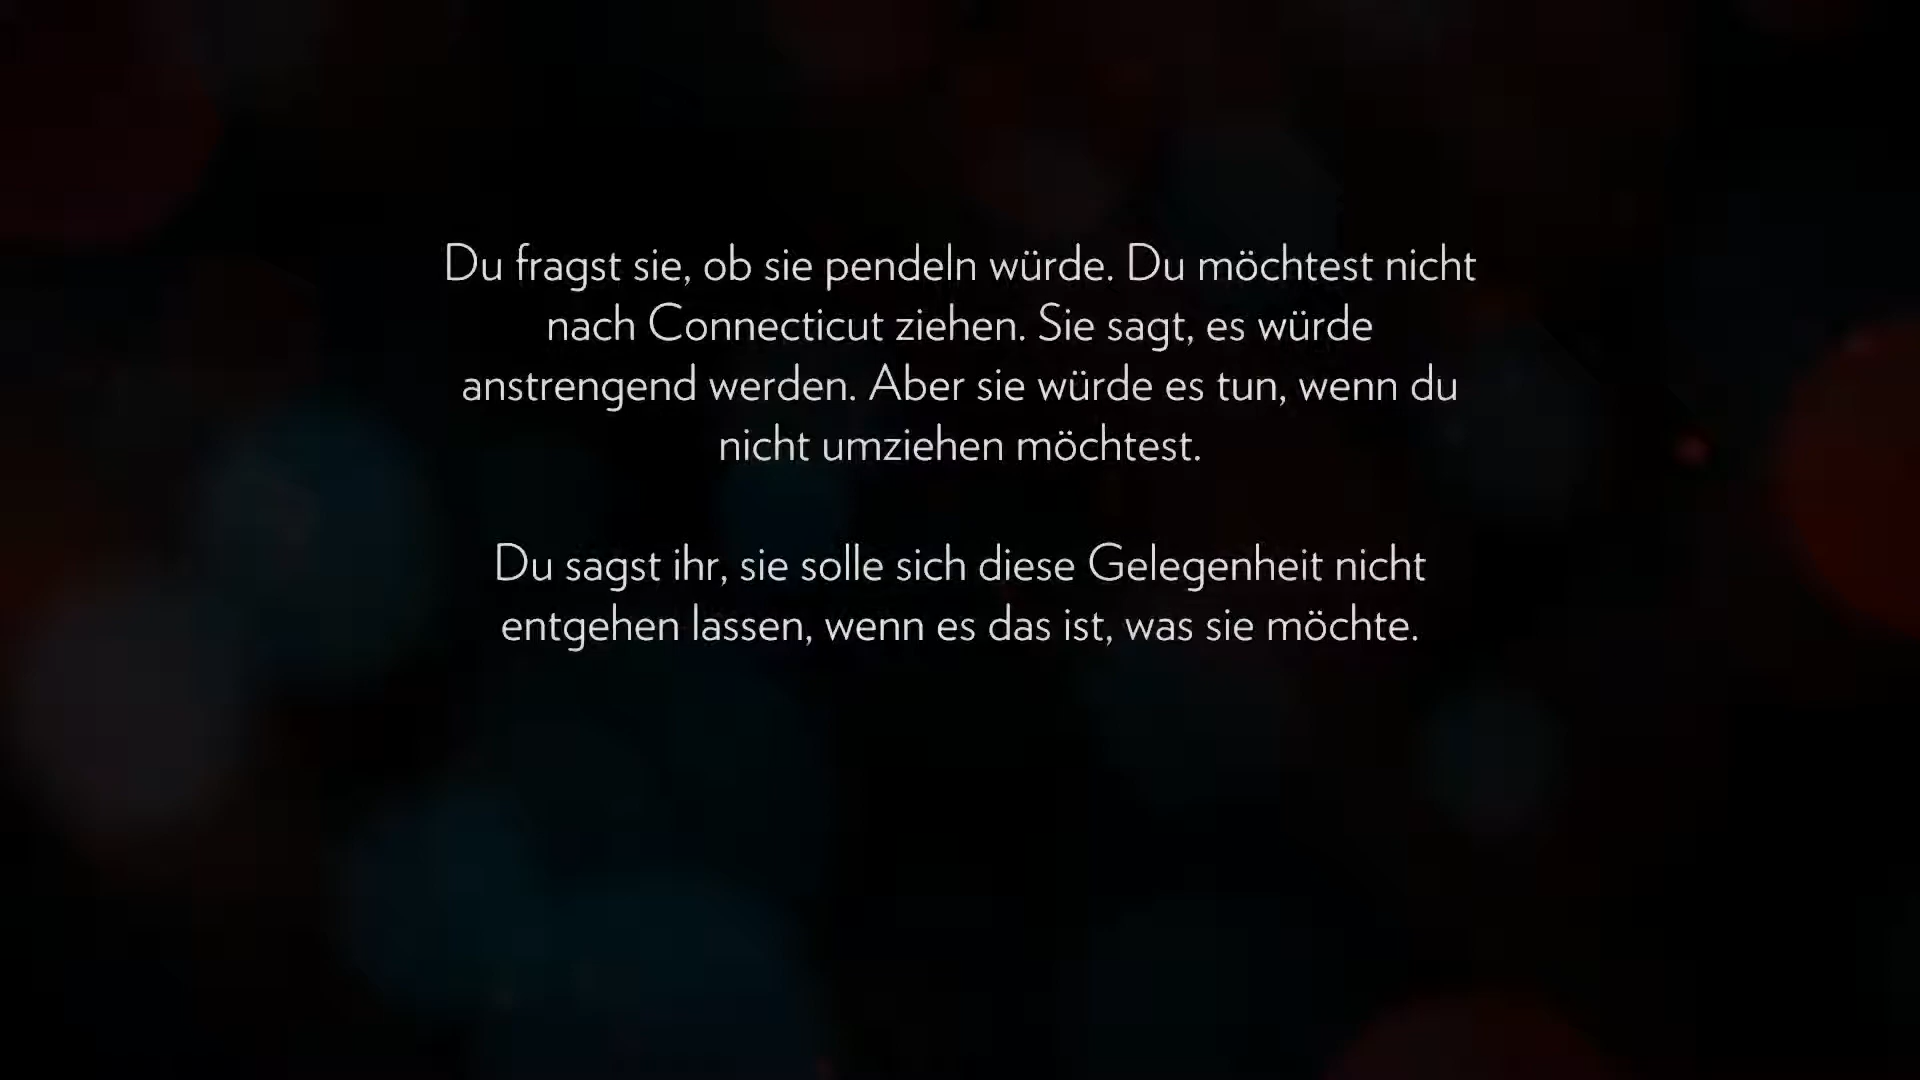 Du fragst sie, ob sie pendeln würde. Du möchtest nicht
nach Connecticut ziehen. Sie sagt, es würde
anstrengend werden. Aber sie würde es tun, wenn du
nicht umziehen möchtest.
Du sagst ihr, sie solle sich diese Gelegenheit nicht
entgehen lassen, wenn es das ist, was sie möchte.